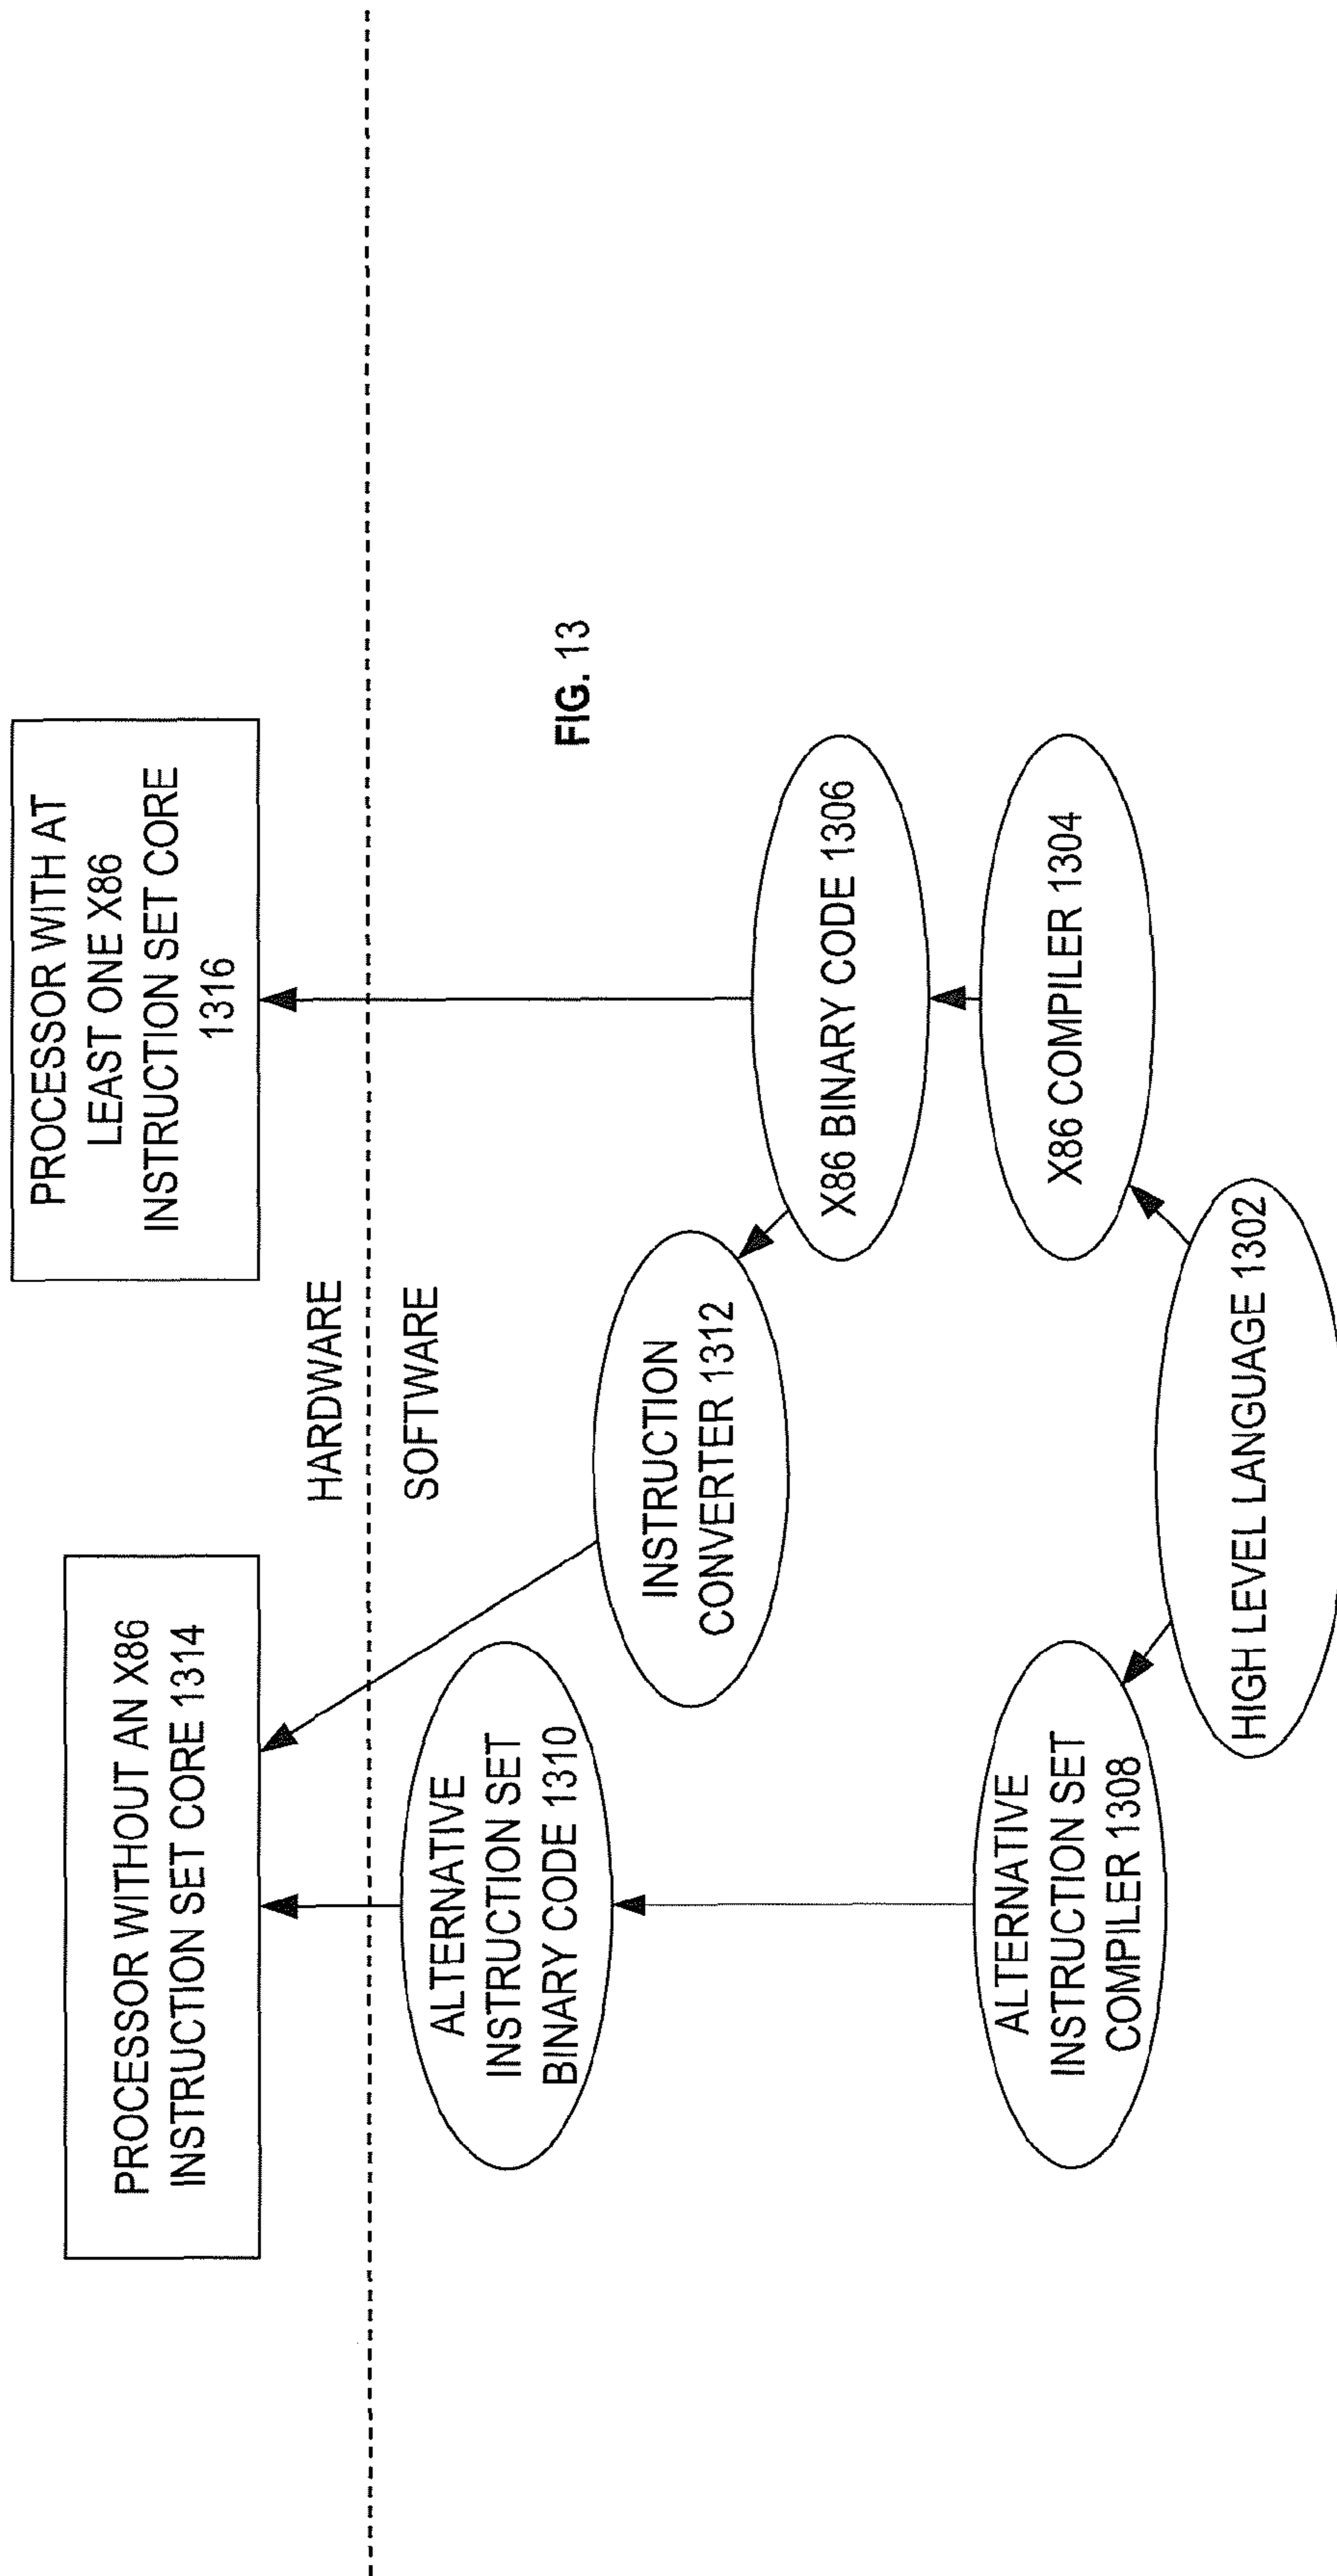 PROCESSOR WITHOUT AN X86
INSTRUCTION SET CORE 1314
PROCESSOR WITH AT
LEAST ONE X86
INSTRUCTION SET CORE
1316
HARDWARE
SOFTWARE
ALTERNATIVE
INSTRUCTION SET
BINARY CODE 1310
INSTRUCTION
CONVERTER 1312
FIG. 13
X86 BINARY CODE 1306
ALTERNATIVE
INSTRUCTION SET
COMPILER 1308
X86 COMPILER 1304
HIGH LEVEL LANGUAGE 1302